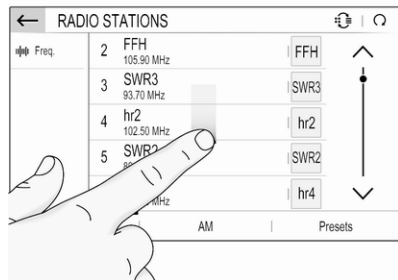 RADIO STATIONS
Freq.
2 FFH FFH
105.90 MHz
3 SWR3 SWR3
93.70 MHz
4 hr2 hr2
102.50 MHz
5 SWR2 SWR2
MHz hr4
AM Presets